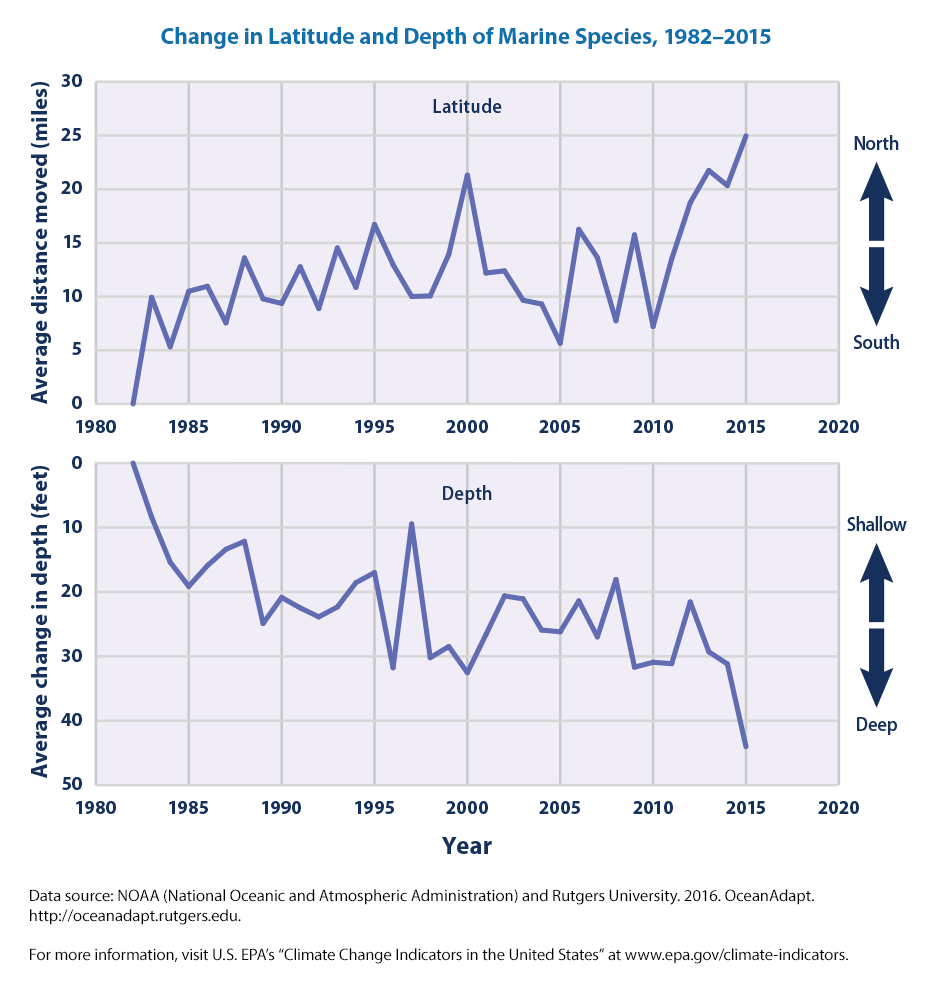 Change in Latitude and Depth of Marine Species, 1982–2015
Average distance moved (miles)
30
25
20
15
10
5
0
Latitude
North
South
1980 1985 1990 1995 2000 2005 2010 2015 2020
Average change in depth (feet)
0
10
20
30
40
50
Depth
Shallow
Deep
1980 1985 1990 1995 2000 2005 2010 2015 2020
Year
Data source: NOAA (National Oceanic and Atmospheric Administration) and Rutgers University. 2016. OceanAdapt.
http://oceanadapt.rutgers.edu.
For more information, visit U.S. EPA’s “Climate Change Indicators in the United States” at www.epa.gov/climate-indicators.